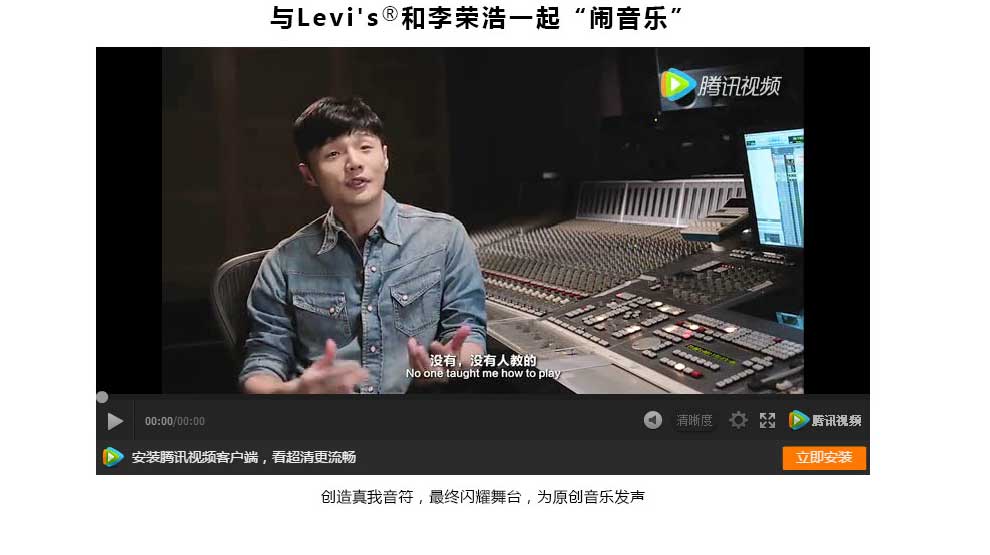 与Levi's®和李荣浩一起“闹音乐”
腾讯视频
没有，没有人教的
No one taught me how to play
00:00/00:00
清晰度
腾讯视频
安装腾讯视频客户端，看超清更流畅
立即安装
创造真我音符，最终闪耀舞台，为原创音乐发声